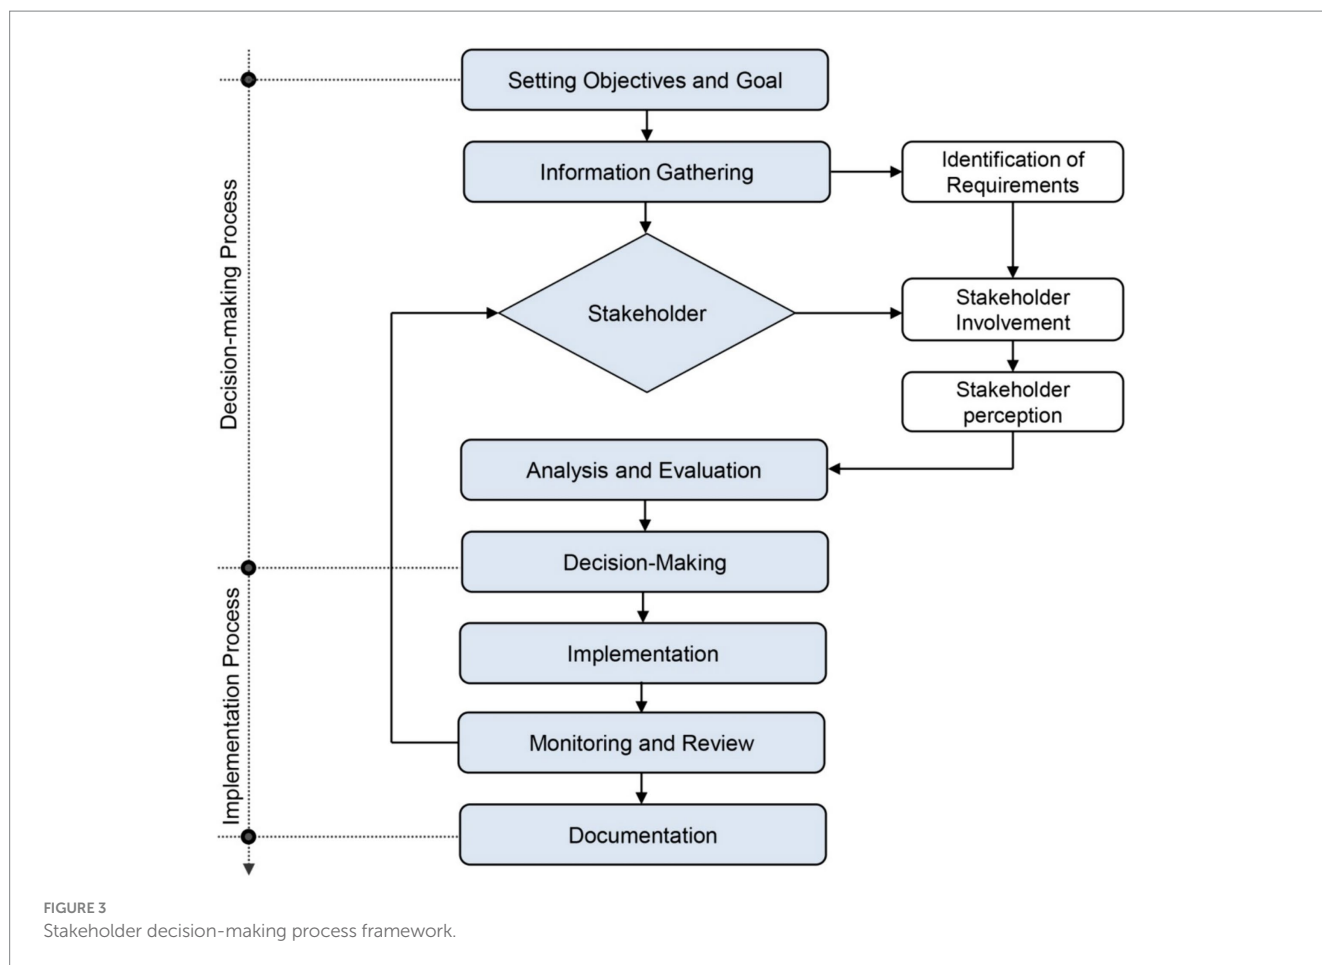 Setting Objectives and Goal
Information Gathering
Identification of
Requirements
Stakeholder
Stakeholder
Involvement
Stakeholder
perception
Analysis and Evaluation
Decision-Making
Implementation
Monitoring and Review
Documentation
Decision-making Process
Implementation Process
FIGURE 3
Stakeholder decision-making process framework.